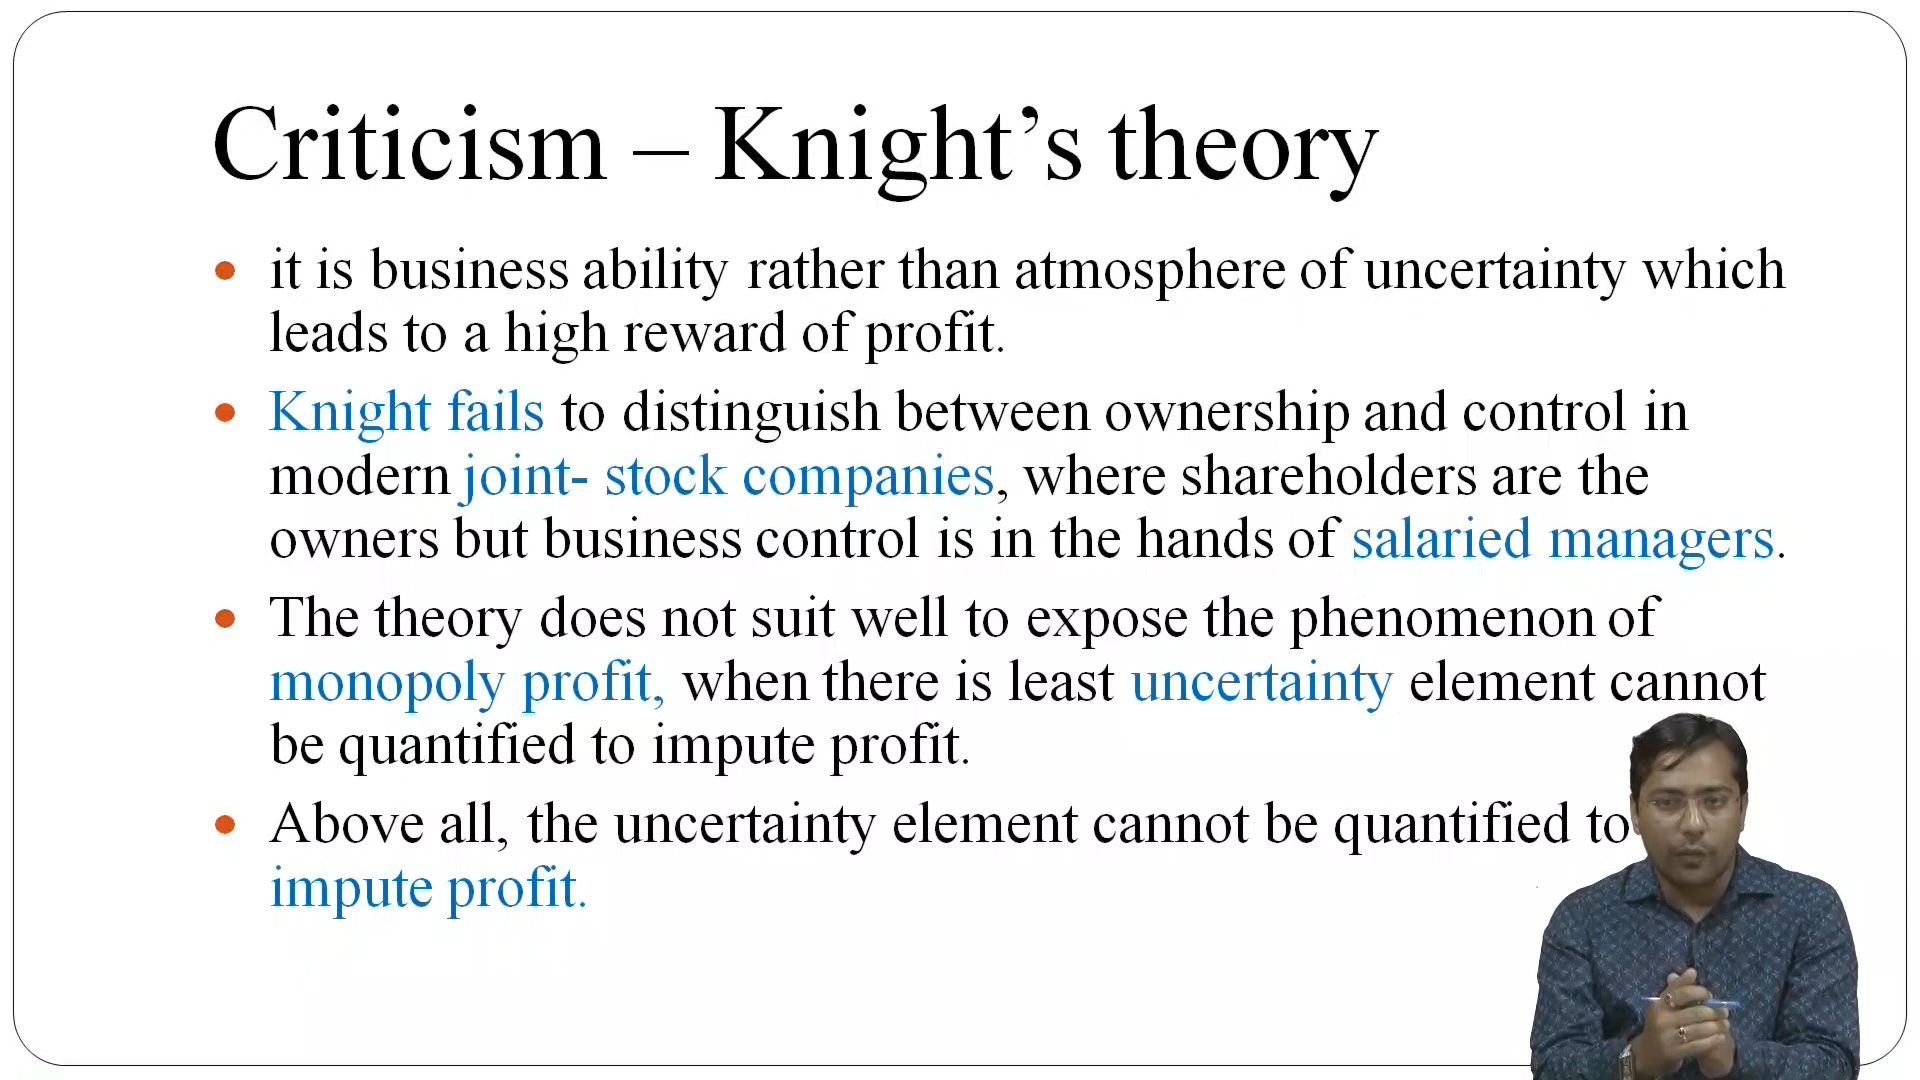 Criticism – Knight’s theory
• it is business ability rather than atmosphere of uncertainty which
leads to a high reward of profit.
• Knight fails to distinguish between ownership and control in
modern joint- stock companies, where shareholders are the
owners but business control is in the hands of salaried managers.
• The theory does not suit well to expose the phenomenon of
monopoly profit, when there is least uncertainty element cannot
be quantified to impute profit.
• Above all, the uncertainty element cannot be quantified to
impute profit.